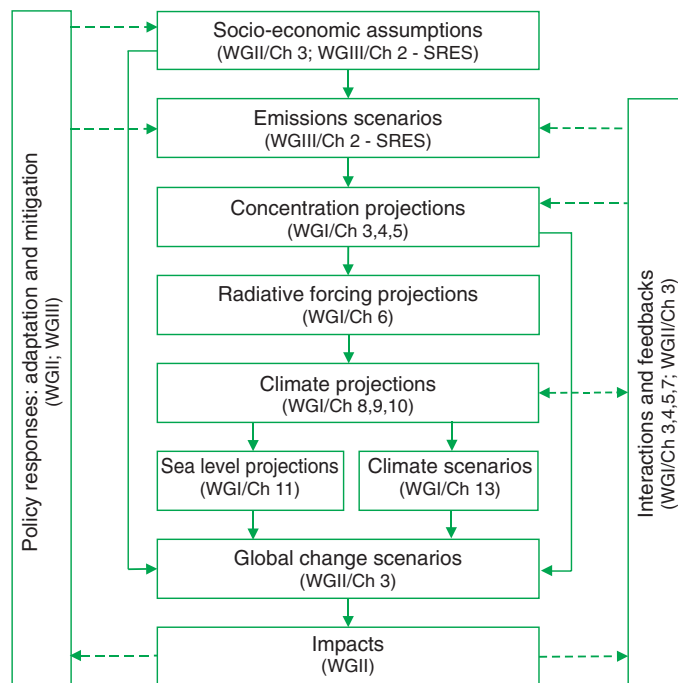 Socio-economic assumptions
(WGII/Ch 3; WGIII/Ch 2 - SRES)
Emissions scenarios
(WGIII/Ch 2 - SRES)
Concentration projections
(WGI/Ch 3,4,5)
Radiative forcing projections
(WGI/Ch 6)
Climate projections
(WGI/Ch 8,9,10)
Sea level projections
(WGI/Ch 11)
Climate scenarios
(WGI/Ch 13)
Global change scenarios
(WGII/Ch 3)
Impacts
(WGII)
Policy responses: adaptation and mitigation
(WGII; WGIII)
Interactions and feedbacks
(WGI/Ch 3,4,5,7; WGII/Ch 3)